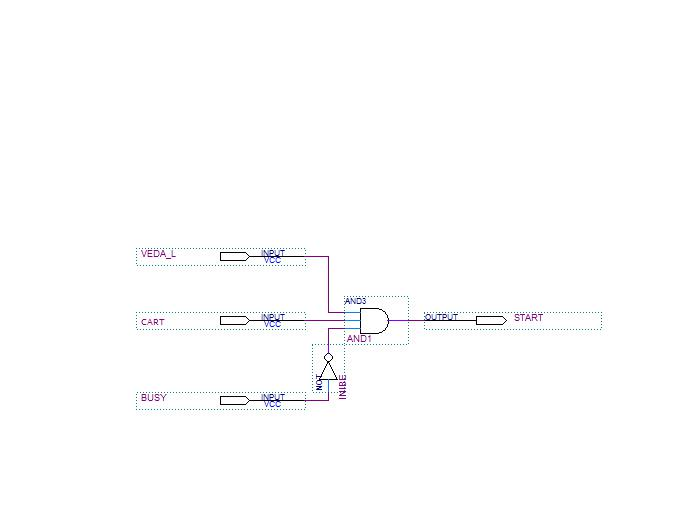 VEDA_L
INPUT
VCC
AND3
CART
INPUT
VCC
OUTPUT
START
AND1
NOT
INIBE
BUSY
INPUT
VCC